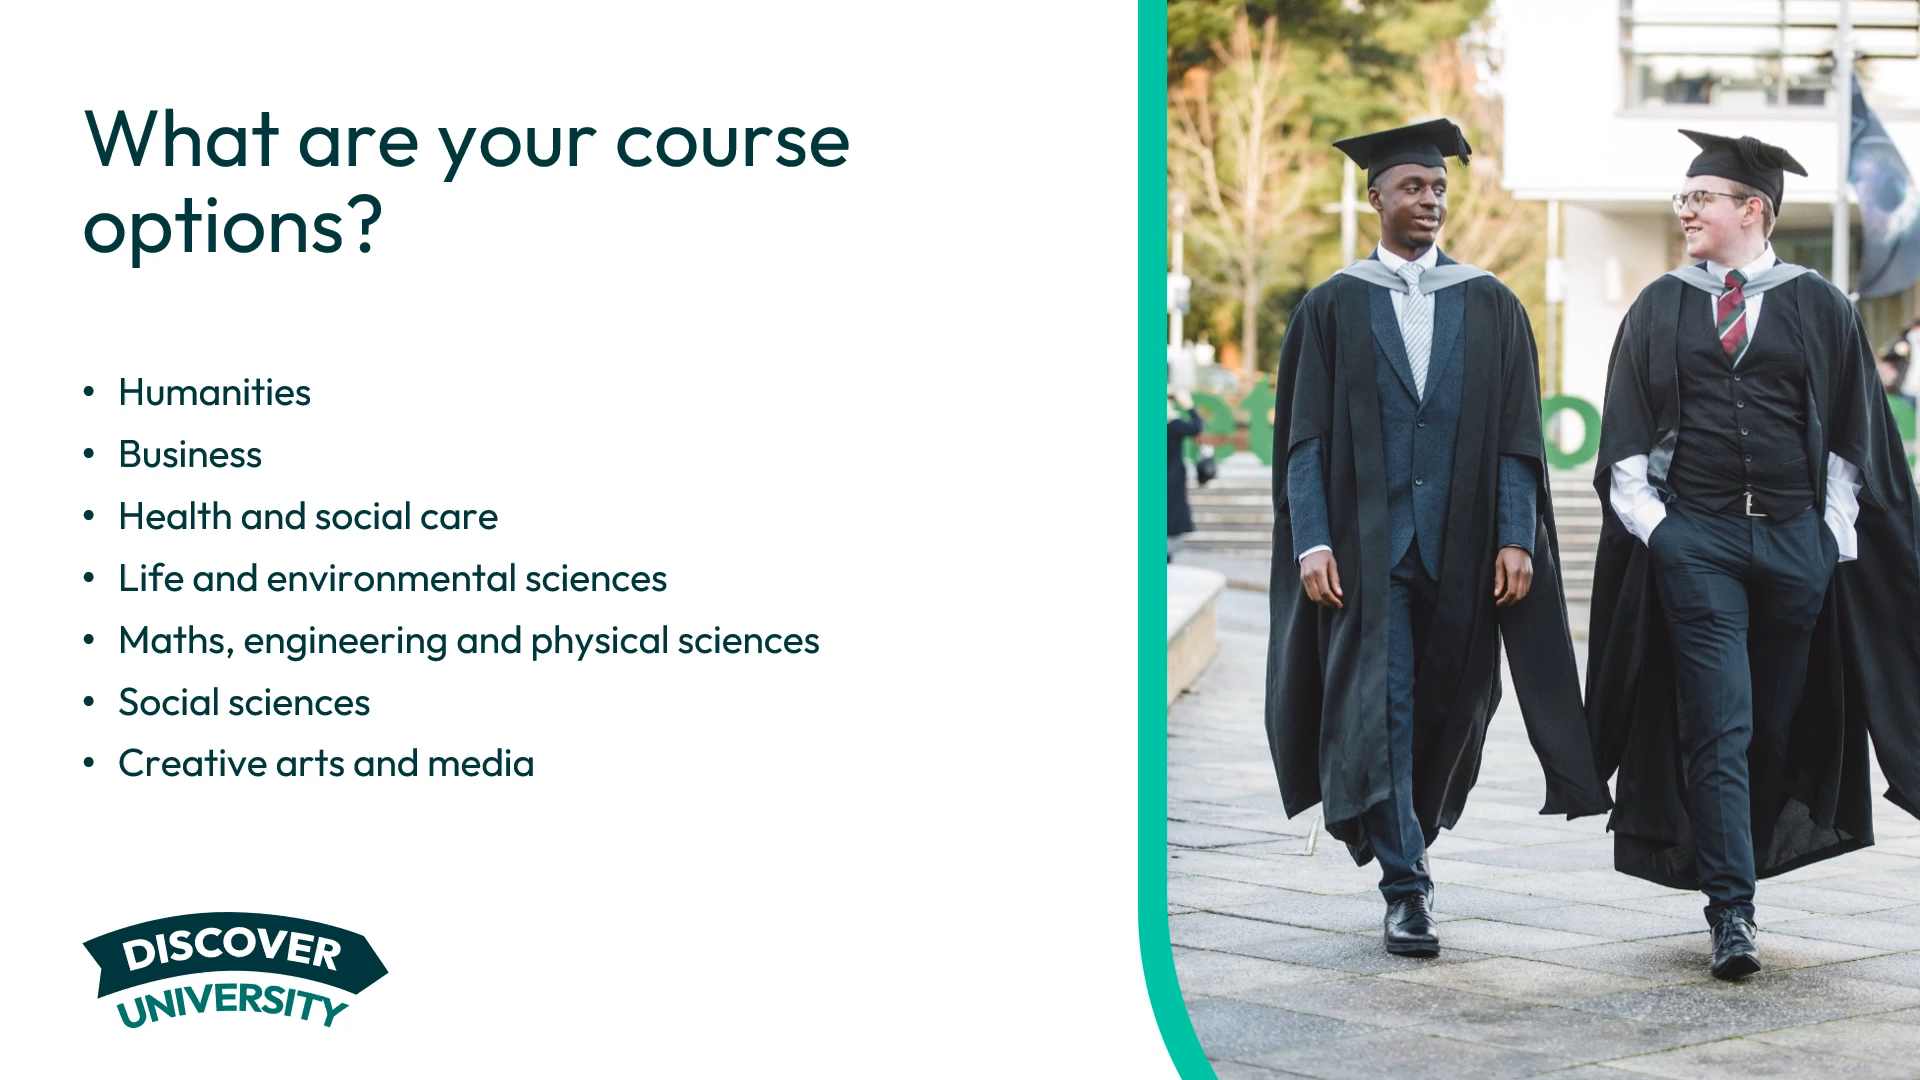 What are your course
options?
• Humanities
• Business
• Health and social care
• Life and environmental sciences
• Maths, engineering and physical sciences
• Social sciences
• Creative arts and media
DISCOVER
UNIVERSITY